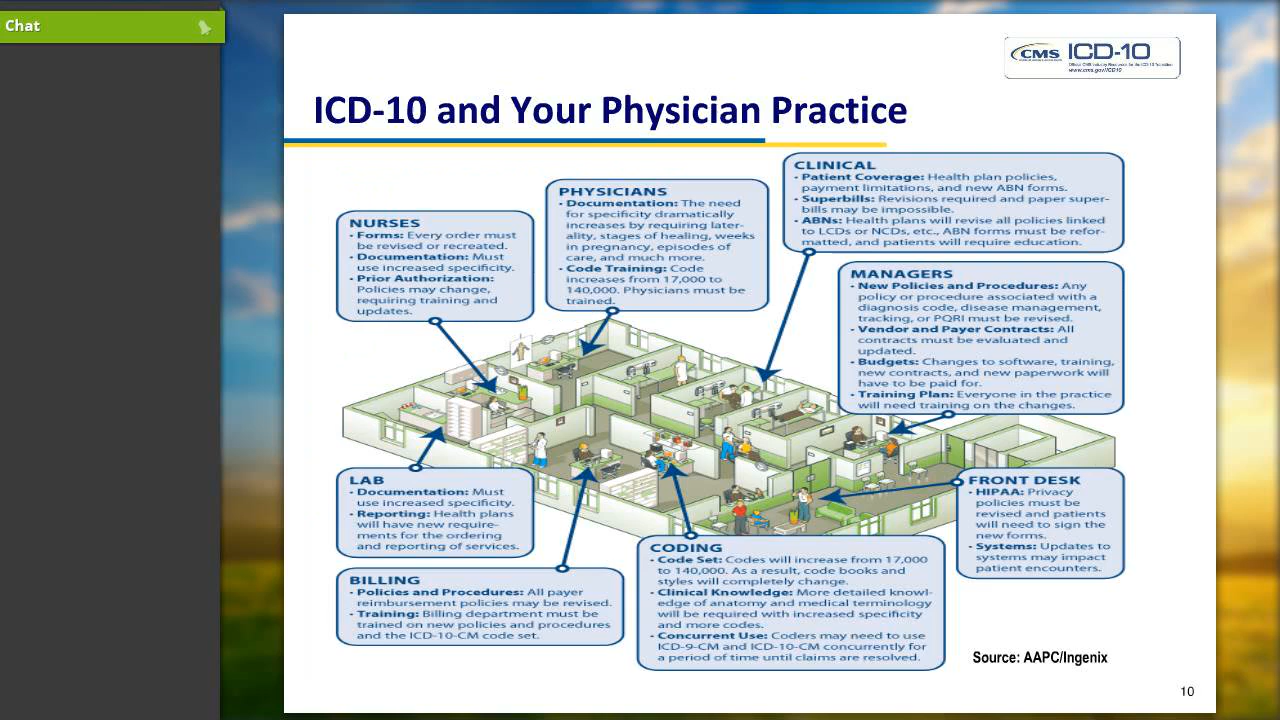 Chat
CMS ICD-10
Official CMS Industry Resources for the ICD-10 Transition
www.cms.gov/ICD10
ICD-10 and Your Physician Practice
NURSES
• Forms: Every order must
be revised or recreated.
• Documentation: Must
use increased specificity.
• Prior Authorization:
Policies may change,
requiring training and
updates.
PHYSICIANS
• Documentation: The need
for specificity dramatically
increases by requiring later-
ality, stages of healing, weeks
in pregnancy, episodes of
care, and much more.
• Code Training: Code
increases from 17,000 to
140,000. Physicians must be
trained.
CLINICAL
• Patient Coverage: Health plan policies,
payment limitations, and new ABN forms.
• Superbills: Revisions required and paper super-
bills may be impossible.
• ABNs: Health plans will revise all policies linked
to LCDs or NCDs, etc., ABN forms must be refor-
matted, and patients will require education.
MANAGERS
• New Policies and Procedures: Any
policy or procedure associated with a
diagnosis code, disease management,
tracking, or PQRI must be revised.
• Vendor and Payer Contracts: All
contracts must be evaluated and
updated.
• Budgets: Changes to software, training,
new contracts, and new paperwork will
have to be paid for.
• Training Plan: Everyone in the practice
will need training on the changes.
LAB
• Documentation: Must
use increased specificity.
• Reporting: Health plans
will have new require-
ments for the ordering
and reporting of services.
FRONT DESK
• HIPAA: Privacy
policies must be
revised and patients
will need to sign the
new forms.
• Systems: Updates to
systems may impact
patient encounters.
BILLING
• Policies and Procedures: All payer
reimbursement policies may be revised.
• Training: Billing department must be
trained on new policies and procedures
and the ICD-10-CM code set.
CODING
• Code Set: Codes will increase from 17,000
to 140,000. As a result, code books and
styles will completely change.
• Clinical Knowledge: More detailed knowl-
edge of anatomy and medical terminology
will be required with increased specificity
and more codes.
• Concurrent Use: Coders may need to use
ICD-9-CM and ICD-10-CM concurrently for
a period of time until claims are resolved.
Source: AAPC/Ingenix
10